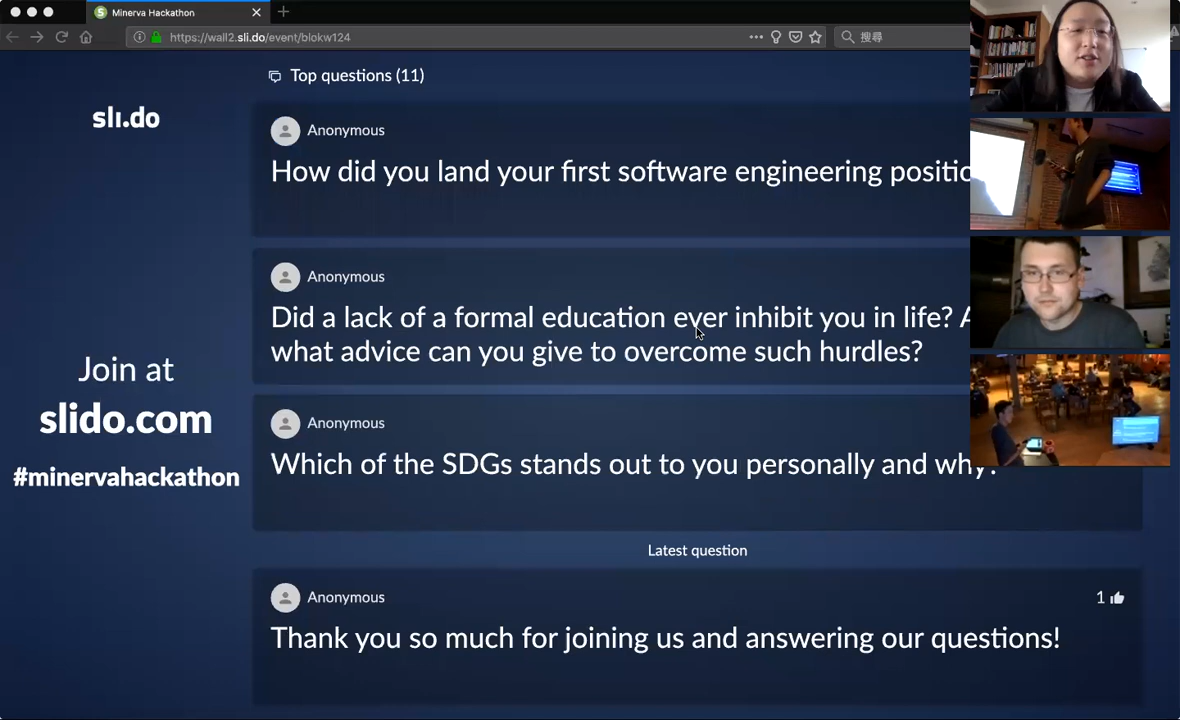 Minerva Hackathon
https://wall2.sli.do/event/blokw124
搜尋
Top questions (11)
sli.do
Anonymous
How did you land your first software engineering
Anonymous
Did a lack of a formal education ever inhibit you in life?
what advice can you give to overcome such hurdles?
Join at
slido.com
#minervahackathon
Anonymous
Which of the SDGs stands out to you personally and why?
Latest question
Anonymous
1
Thank you so much for joining us and answering our questions!